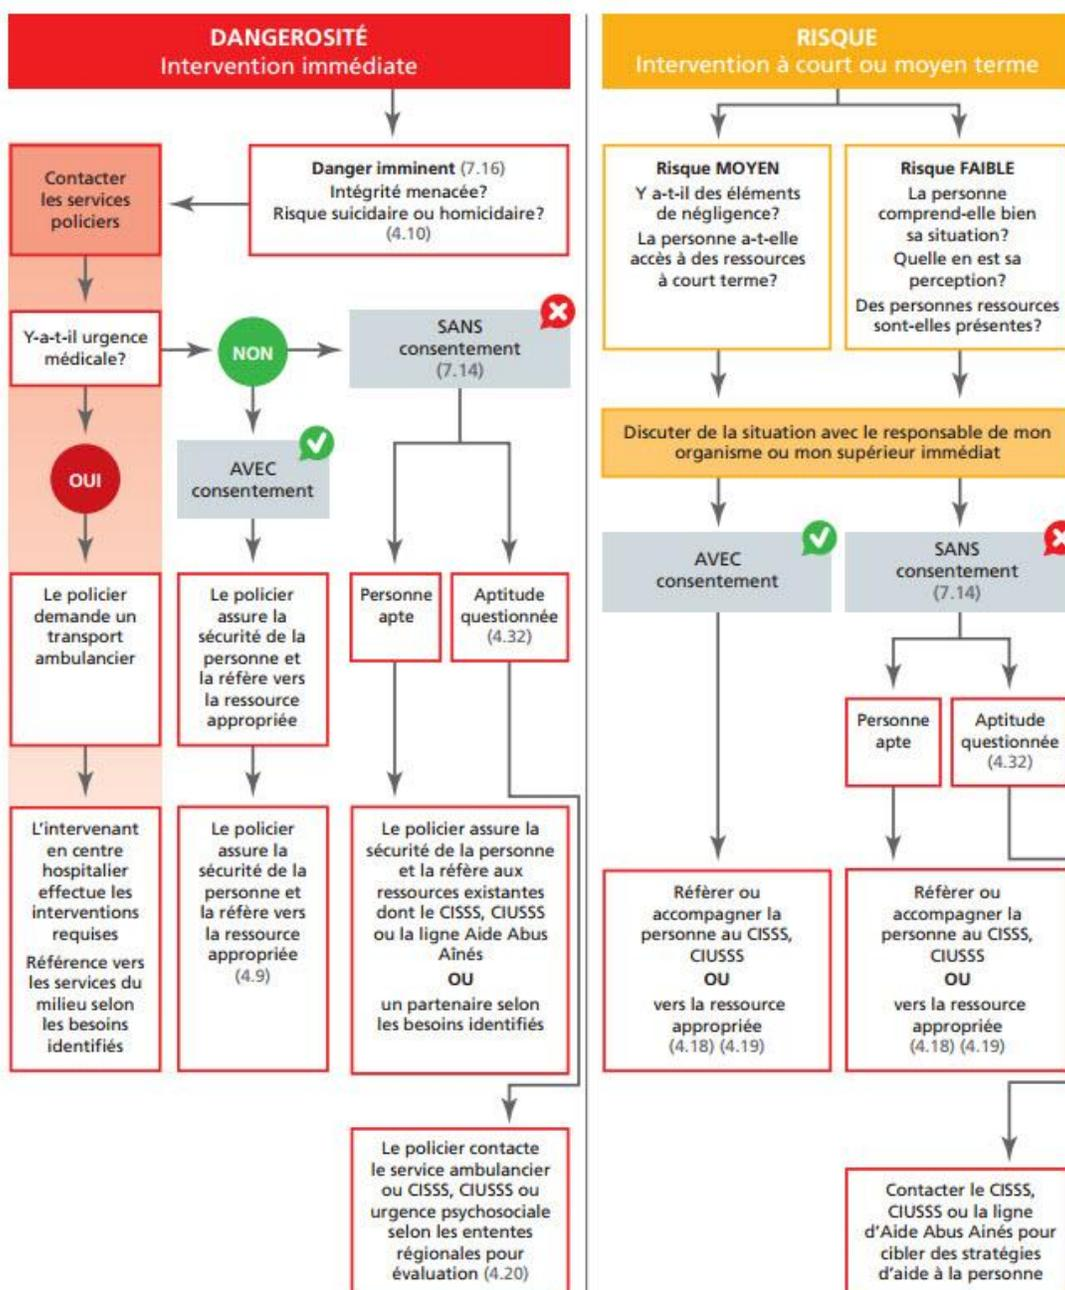 DANGEROSITÉ
Intervention immédiate
Danger imminent (7.16)
Intégrité menacée?
Risque suicidaire ou homicidaire?
(4.10)
Contacter
les services
policiers
Y-a-t-il urgence
médicale?
NON
SANS
consentement
(7.14)
OUI
AVEC
consentement
Le policier
demande un
transport
ambulancier
Le policier
assure la
sécurité de la
personne et
la réfère vers
la ressource
appropriée
Personne
apte
Aptitude
questionnée
(4.32)
L'intervenant
en centre
hospitalier
effectue les
interventions
requises
Référence vers
les services du
milieu selon
les besoins
identifiés
Le policier
assure la
sécurité de la
personne et
la réfère vers
la ressource
appropriée
(4.9)
Le policier assure la
sécurité de la personne
et la réfère aux
ressources existantes
dont le CISSS, CIUSSS
ou la ligne Aide Abus
Aînés
OU
un partenaire selon
les besoins identifiés
Le policier contacte
le service ambulancier
ou CISSS, CIUSSS ou
urgence psychosociale
selon les ententes
régionales pour
évaluation (4.20)
RISQUE
Intervention à court ou moyen terme
Risque MOYEN
Y a-t-il des éléments
de négligence?
La personne a-t-elle
accès à des ressources
à court terme?
Risque FAIBLE
La personne
comprend-elle bien
sa situation?
Quelle en est sa
perception?
Des personnes ressources
sont-elles présentes?
Discuter de la situation avec le responsable de mon
organisme ou mon supérieur immédiat
AVEC
consentement
SANS
consentement
(7.14)
Personne
apte
Aptitude
questionnée
(4.32)
Réfèrer ou
accompagner la
personne au CISSS,
CIUSSS
OU
vers la ressource
appropriée
(4.18) (4.19)
Réfèrer ou
accompagner la
personne au CISSS,
CIUSSS
OU
vers la ressource
appropriée
(4.18) (4.19)
Contacter le CISSS,
CIUSSS ou la ligne
d'Aide Abus Ainés pour
cibler des stratégies
d'aide à la personne